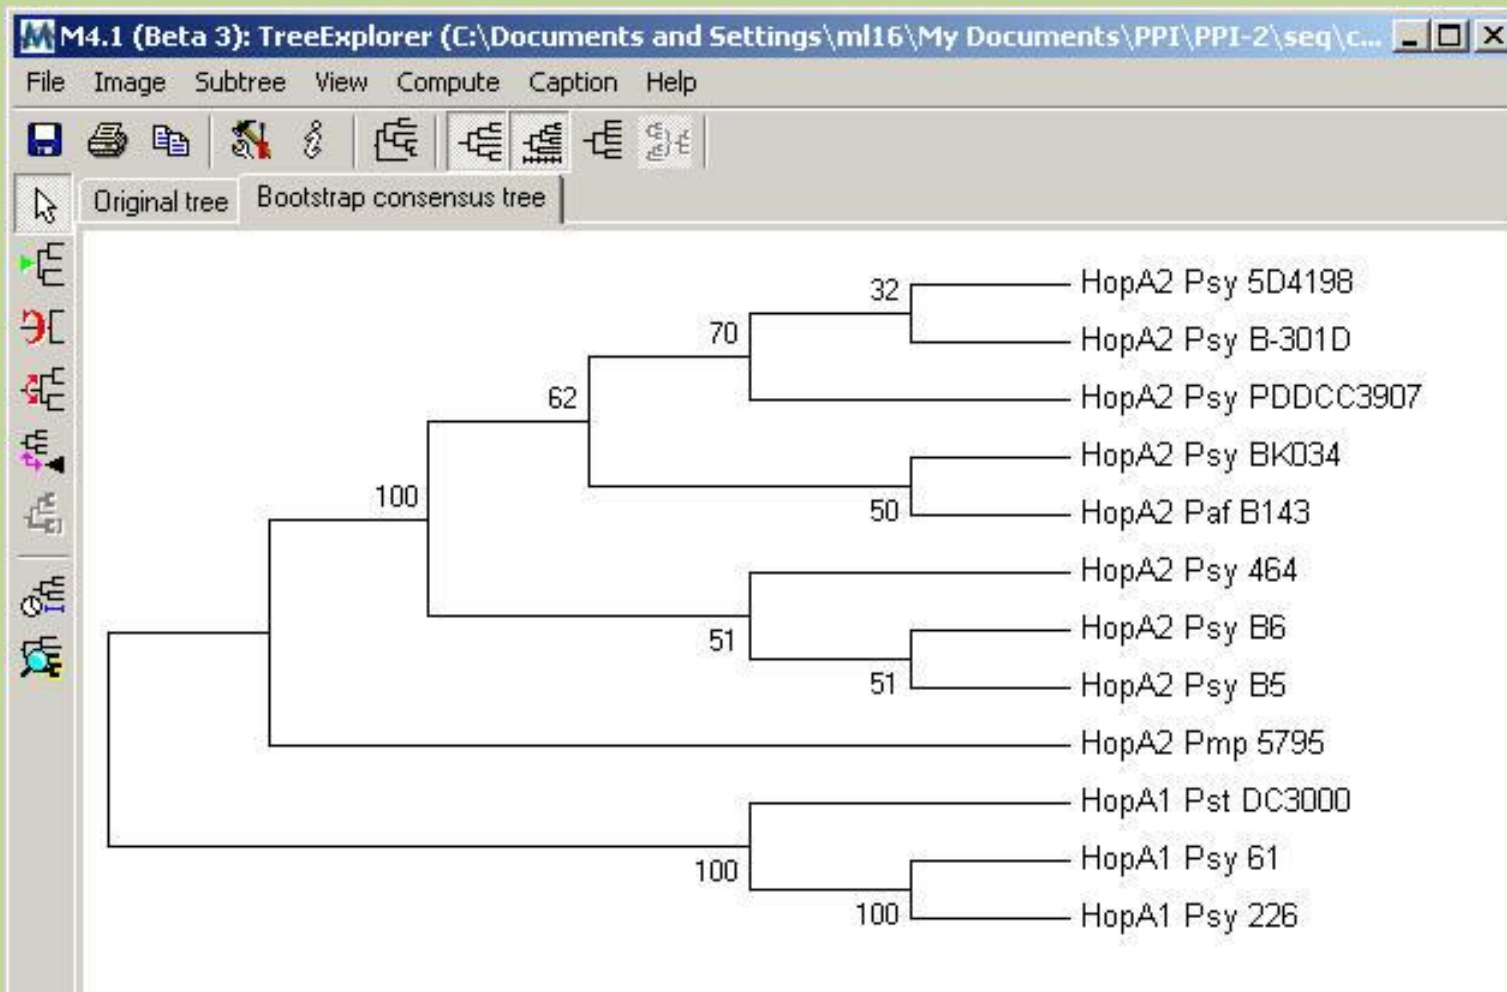 M4.1 (Beta 3): TreeExplorer (C:\Documents and Settings\ml16\My Documents\PPI\PPI-2\seq\c...
File Image Subtree View Compute Caption Help
Original tree Bootstrap consensus tree
HopA2 Psy 5D4198
32
HopA2 Psy B-301D
70
HopA2 Psy PDDCC3907
62
HopA2 Psy BK034
100
HopA2 Paf B143
50
HopA2 Psy 464
HopA2 Psy B6
51
HopA2 Psy B5
51
HopA2 Pmp 5795
HopA1 Pst DC3000
HopA1 Psy 61
100
HopA1 Psy 226
100